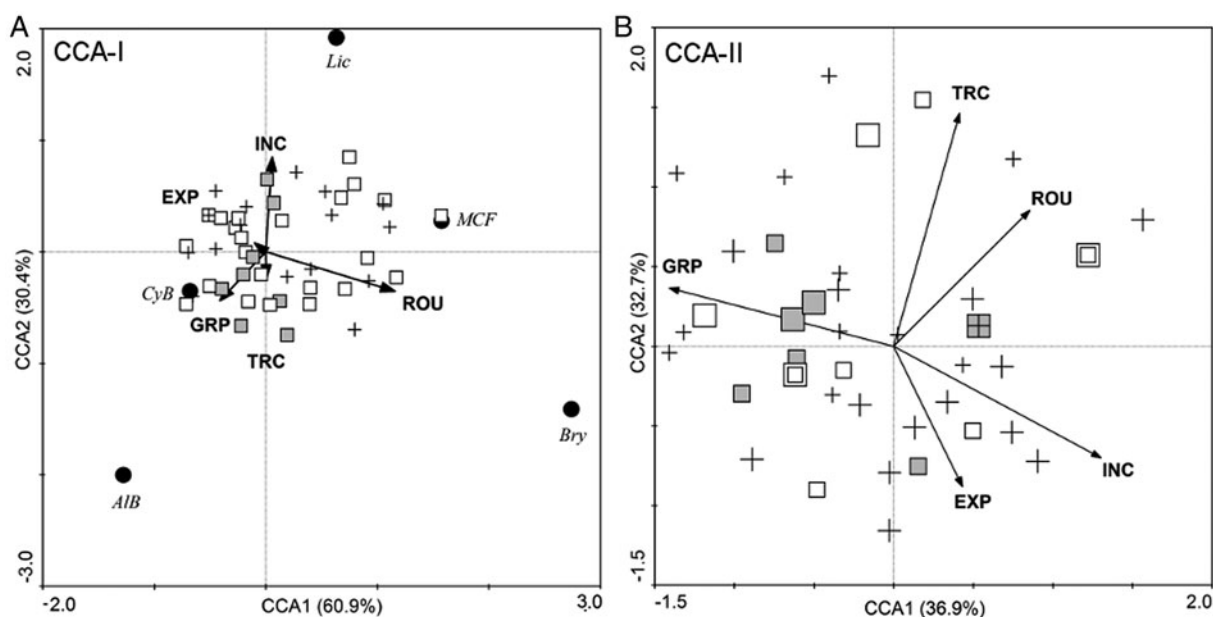 A
CCA-I
2.0
Lic
INC
EXP
MCF
CyB
GRP
ROU
TRC
Bry
AlB
CCA2 (30.4%)
-3.0
-2.0
CCA1 (60.9%)
3.0
B
CCA-II
2.0
TRC
ROU
GRP
INC
EXP
CCA2 (32.7%)
-1.5
-1.5
CCA1 (36.9%)
2.0